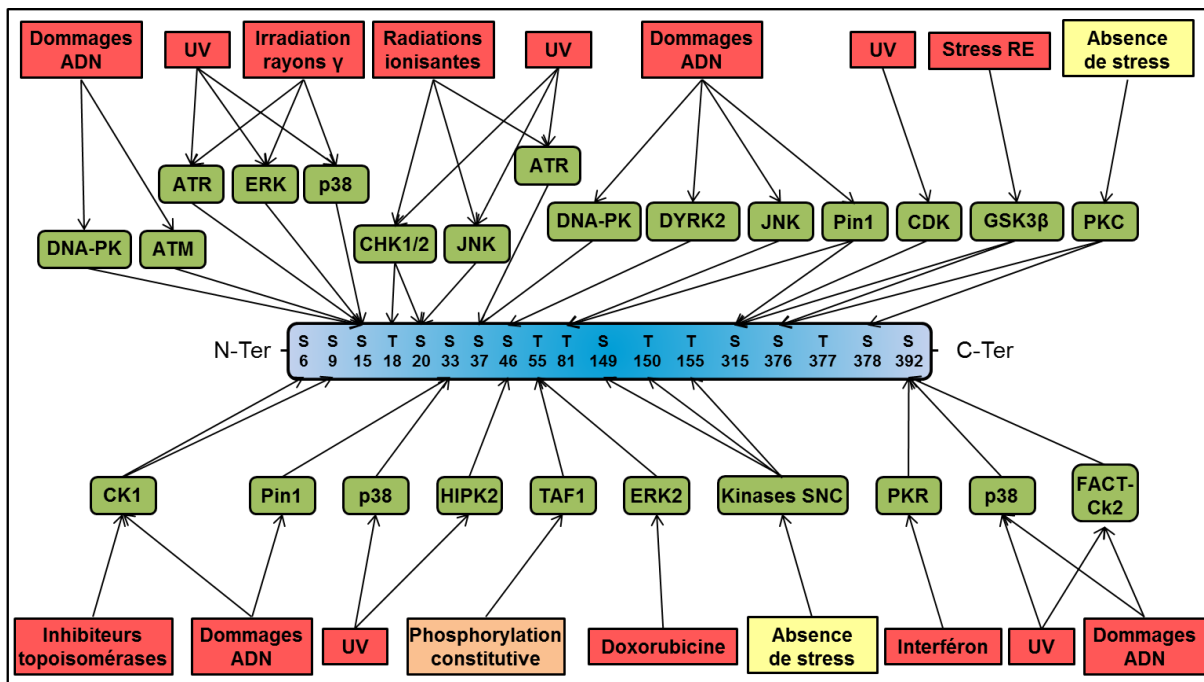 Dommages
ADN
UV
Irradiation
rayons γ
Radiations
ionisantes
UV
Dommages
ADN
UV
Stress RE
Absence
de stress
ATR
ERK
p38
ATR
DNA-PK
ATM
CHK1/2
JNK
DNA-PK
DYRK2
JNK
Pin1
CDK
GSK3β
PKC
N-Ter
S S S T S S S S T T S T T S S T S S
6 9 15 18 20 33 37 46 55 81 149 150 155 315 376 377 378 392
C-Ter
CK1
Pin1
p38
HIPK2
TAF1
ERK2
Kinases SNC
PKR
p38
FACT-
Ck2
Inhibiteurs
topoisomérases
Dommages
ADN
UV
Phosphorylation
constitutive
Doxorubicine
Absence
de stress
Interféron
UV
Dommages
ADN